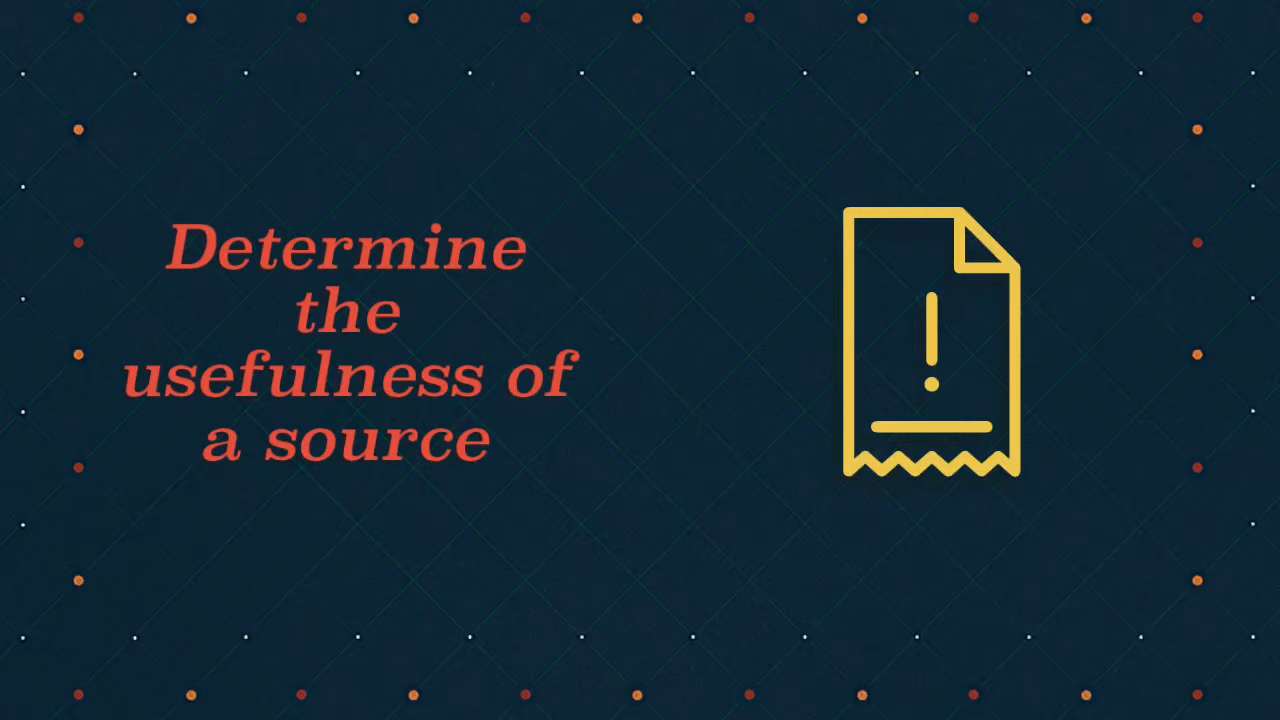 Determine
the
usefulness of
a source
!